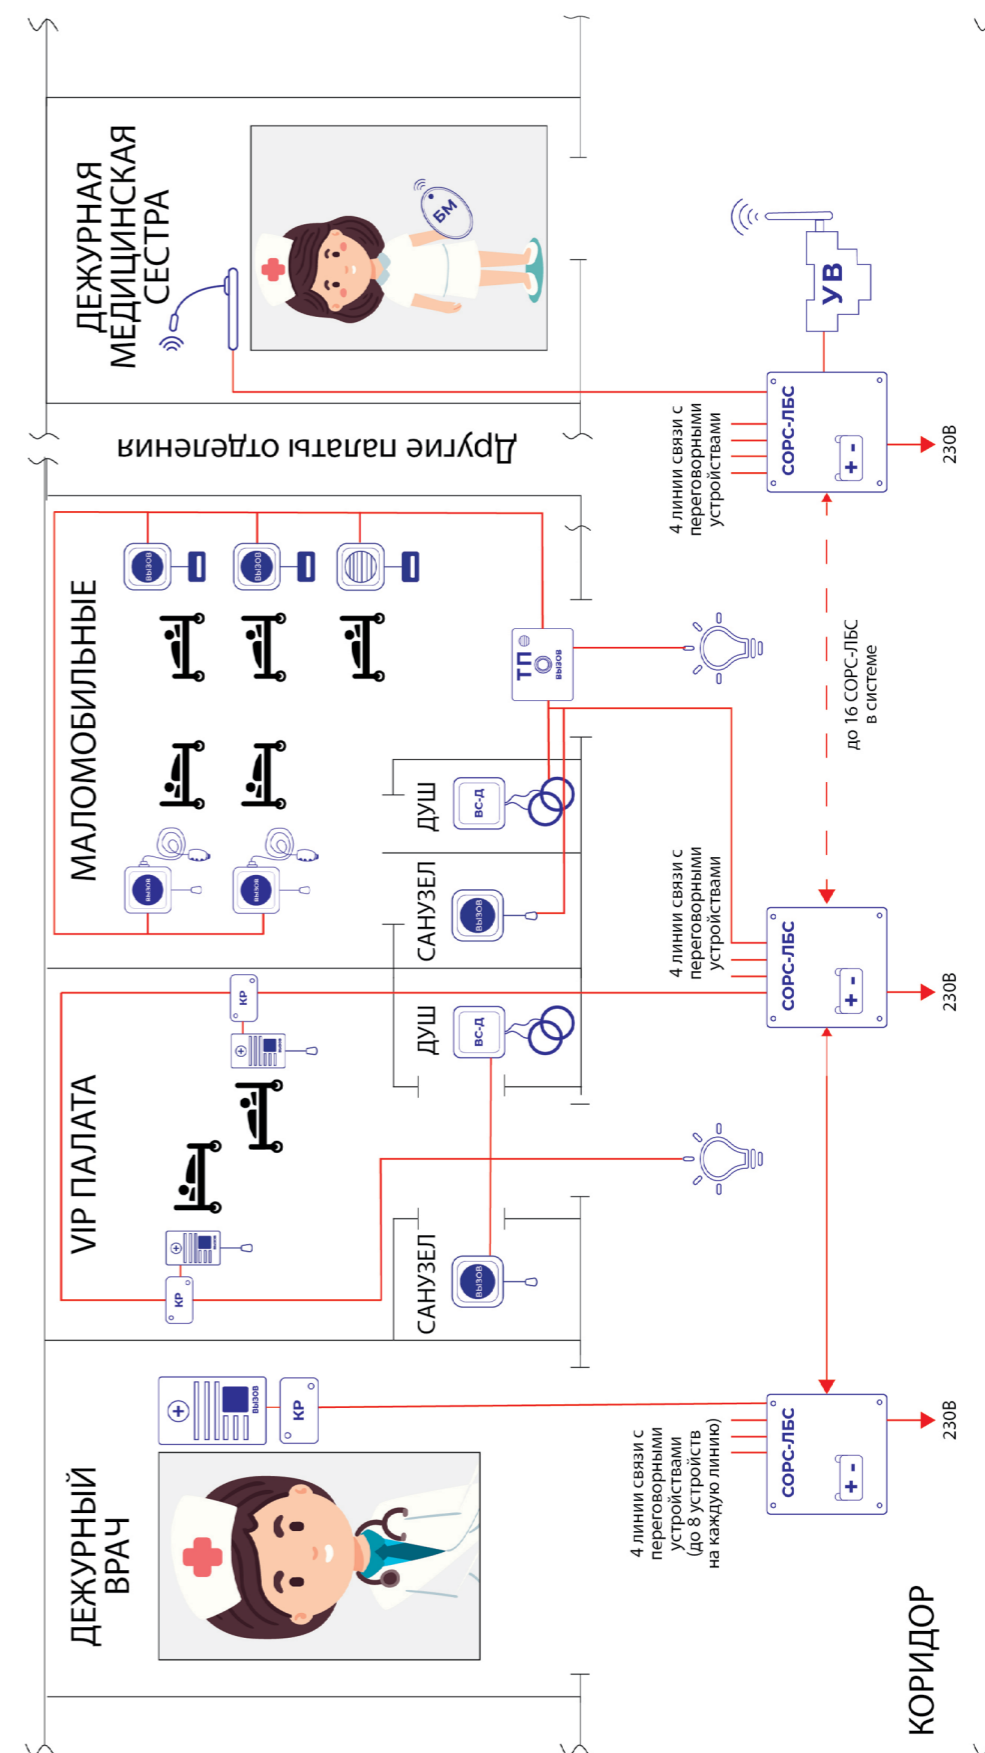 ДЕЖУРНЫЙ
ВРАЧ
ВЫЗОВ
КР
VIP ПАЛАТА
КР
ВЫЗОВ
КР
ВЫЗОВ
САНУЗЕЛ
ВЫЗОВ
ДУШ
ВС-Д
МАЛОМОБИЛЬНЫЕ
ВЫЗОВ
ВЫЗОВ
ВЫЗОВ
ВЫЗОВ
САНУЗЕЛ
ВЫЗОВ
ДУШ
ВС-Д
ТП
ВЫЗОВ
Другие палаты отделения
ДЕЖУРНАЯ
МЕДИЦИНСКАЯ
СЕСТРА
БМ
4 линии связи с
переговорными
устройствами
(до 8 устройств
на каждую линию)
СОРС-ЛБС
+ -
230В
4 линии связи с
переговорными
устройствами
СОРС-ЛБС
+ -
230В
до 16 СОРС-ЛБС
в системе
4 линии связи с
переговорными
устройствами
СОРС-ЛБС
+ -
230В
УВ
КОРИДОР